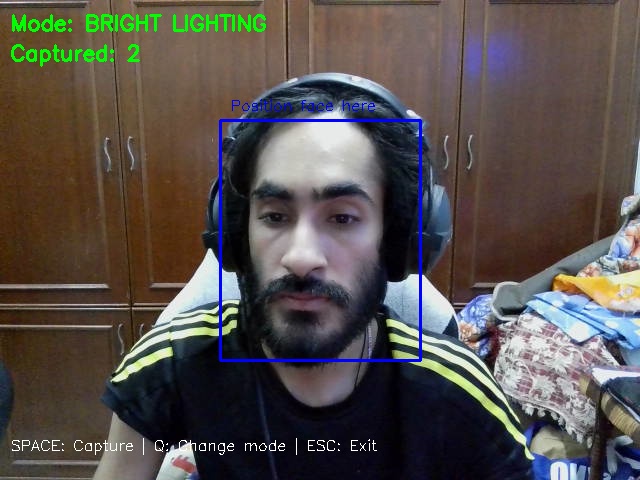 Mode: BRIGHT LIGHTING
Captured: 2
Position face here
SPACE: Capture | Q: Change mode | ESC: Exit